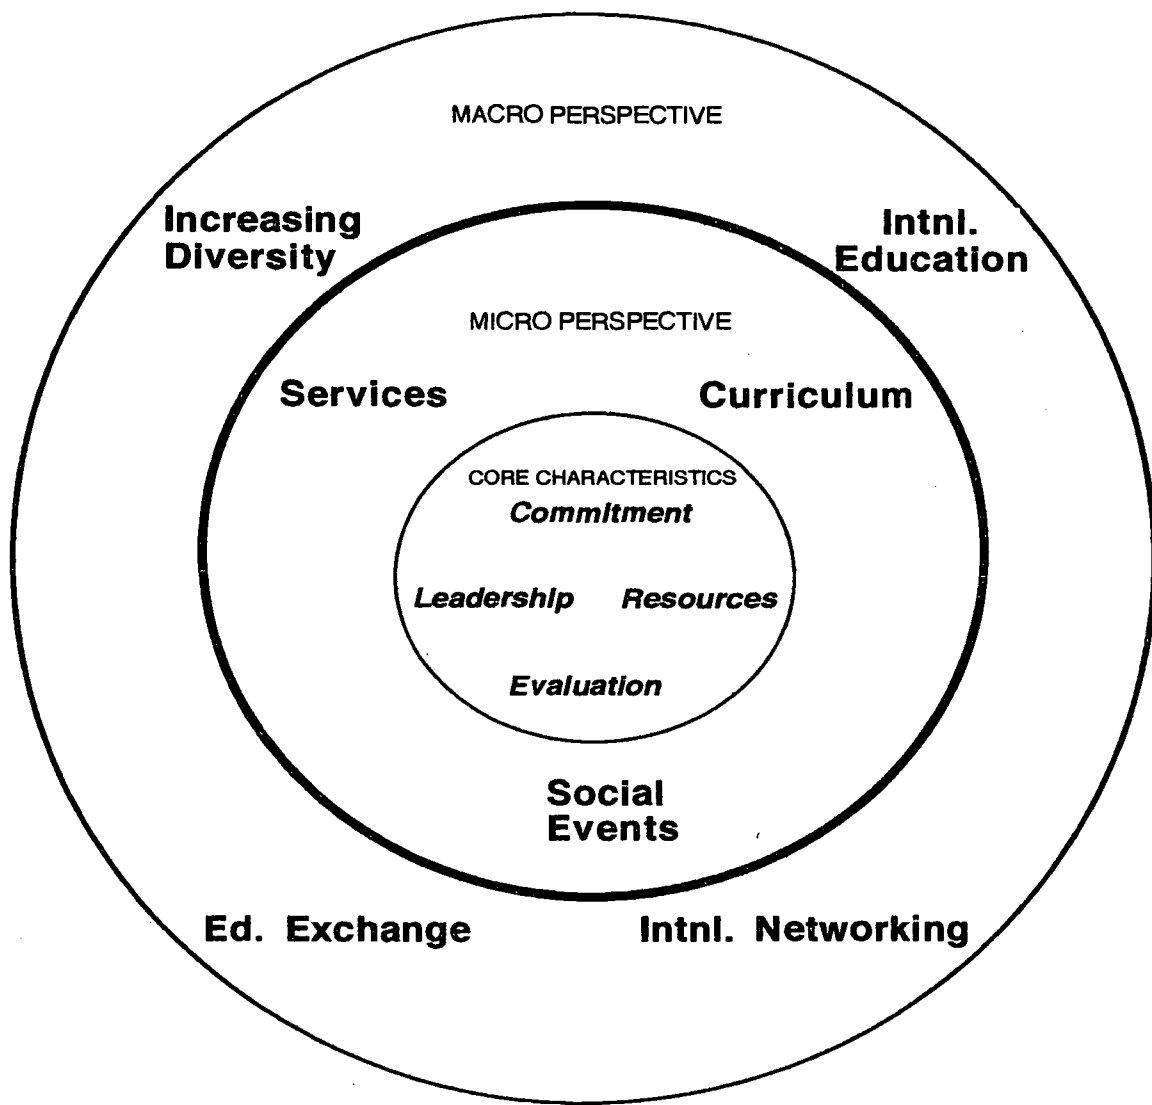 MACRO PERSPECTIVE
Increasing
Diversity
Intnl.
Education
MICRO PERSPECTIVE
Services
Curriculum
CORE CHARACTERISTICS
Commitment
Leadership
Resources
Evaluation
Social
Events
Ed. Exchange
Intnl. Networking